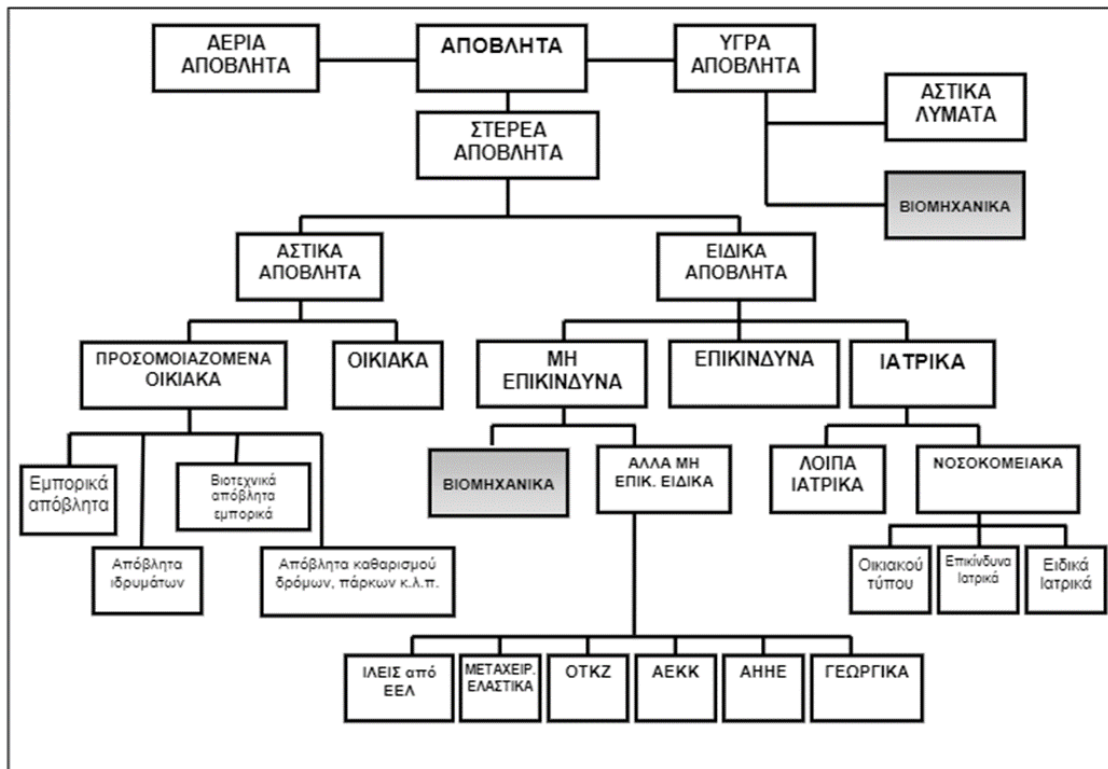 ΑΕΡΙΑ
ΑΠΟΒΛΗΤΑ
ΑΠΟΒΛΗΤΑ
ΥΓΡΑ
ΑΠΟΒΛΗΤΑ
ΑΣΤΙΚΑ
ΛΥΜΑΤΑ
ΣΤΕΡΕΑ
ΑΠΟΒΛΗΤΑ
ΒΙΟΜΗΧΑΝΙΚΑ
ΑΣΤΙΚΑ
ΑΠΟΒΛΗΤΑ
ΕΙΔΙΚΑ
ΑΠΟΒΛΗΤΑ
ΠΡΟΣΟΜΟΙΑΖΟΜΕΝΑ
ΟΙΚΙΑΚΑ
ΟΙΚΙΑΚΑ
ΜΗ
ΕΠΙΚΙΝΔΥΝΑ
ΕΠΙΚΙΝΔΥΝΑ
ΙΑΤΡΙΚΑ
Εμπορικά
απόβλητα
Βιοτεχνικά
απόβλητα
εμπορικά
ΒΙΟΜΗΧΑΝΙΚΑ
ΑΛΛΑ ΜΗ
ΕΠΙΚ. ΕΙΔΙΚΑ
ΛΟΙΠΑ
ΙΑΤΡΙΚΑ
ΝΟΣΟΚΟΜΕΙΑΚΑ
Απόβλητα
ιδρυμάτων
Απόβλητα καθαρισμού
δρόμων, πάρκων κ.λ.π.
Οικιακού
τύπου
Επικίνδυνα
Ιατρικά
Ειδικά
Ιατρικά
ΙΛΕΙΣ από
ΕΕΛ
ΜΕΤΑΧΕΙΡ.
ΕΛΑΣΤΙΚΑ
ΟΤΚΖ
ΑΕΚΚ
ΑΗΗΕ
ΓΕΩΡΓΙΚΑ